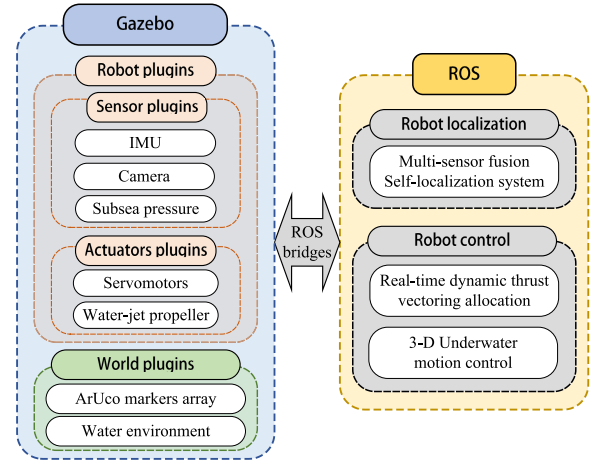 Gazebo
Robot plugins
Sensor plugins
IMU
Camera
Subsea pressure
Actuators plugins
Servomotors
Water-jet propeller
World plugins
ArUco markers array
Water environment
ROS
bridges
ROS
Robot localization
Multi-sensor fusion
Self-localization system
Robot control
Real-time dynamic thrust
vectoring allocation
3-D Underwater
motion control